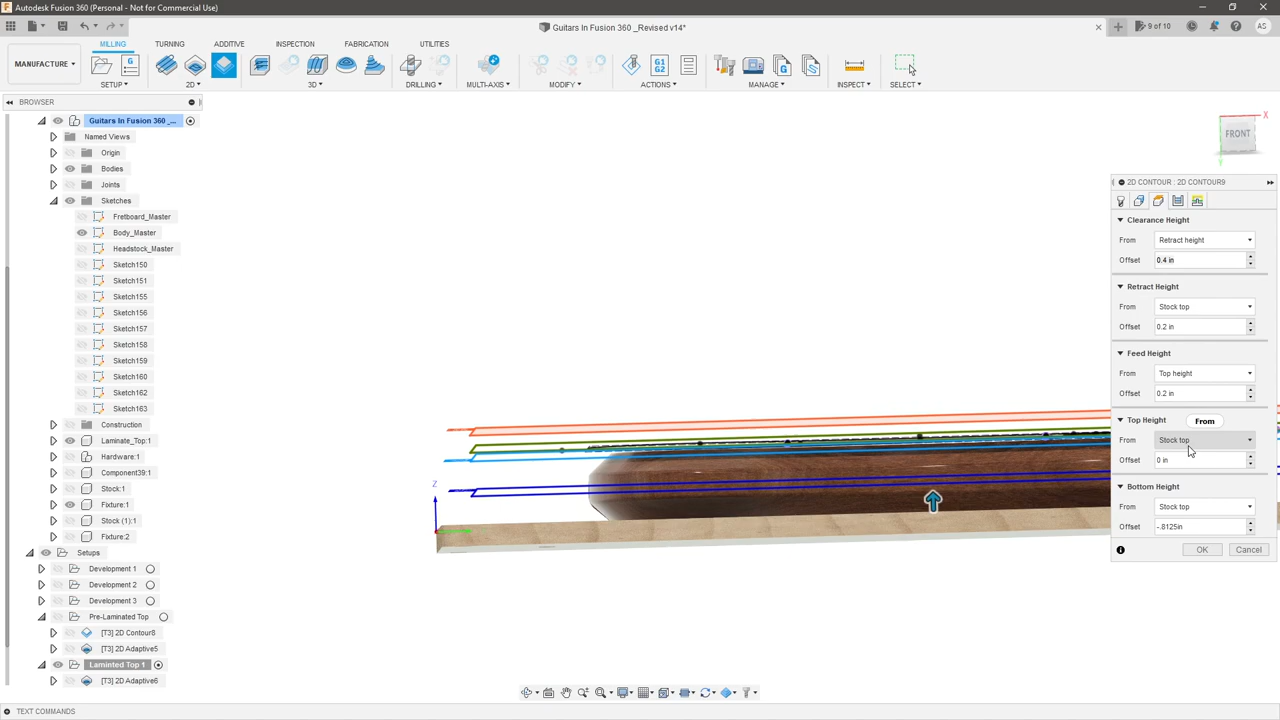 Autodesk Fusion 360 (Personal - Not for Commercial Use)
Guitars In Fusion 360 _Revised v14*
9 of 10
AS
MANUFACTURE
MILLING
TURNING
ADDITIVE
INSPECTION
FABRICATION
UTILITIES
SETUP
2D
3D
DRILLING
MULTI-AXIS
MODIFY
ACTIONS
MANAGE
INSPECT
SELECT
BROWSER
Guitars In Fusion 360 _...
Named Views
Origin
Bodies
Joints
Sketches
Fretboard_Master
Body_Master
Headstock_Master
Sketch150
Sketch151
Sketch155
Sketch156
Sketch157
Sketch158
Sketch159
Sketch160
Sketch162
Sketch163
Construction
Laminate_Top:1
Hardware:1
Component39:1
Stock:1
Fixture:1
Stock (1):1
Fixture:2
Setups
Development 1
Development 2
Development 3
Pre-Laminated Top
[T3] 2D Contour8
[T3] 2D Adaptive5
Laminted Top 1
[T3] 2D Adaptive6
TEXT COMMANDS
Z
FRONT
X
Y
2D CONTOUR : 2D CONTOUR9
Clearance Height
From Retract height
Offset 0.4 in
Retract Height
From Stock top
Offset 0.2 in
Feed Height
From Top height
Offset 0.2 in
Top Height
From
From Stock top
Offset 0 in
Bottom Height
From Stock top
Offset -.8125in
OK Cancel